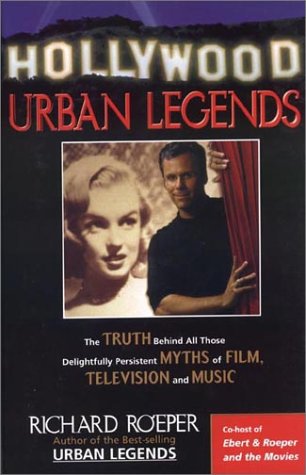 HOLLYWOOD
URBAN LEGENDS
The TRUTH Behind All Those
Delightfully Persistent MYTHS of FILM,
TELEVISION and MUSIC
RICHARD ROEPER
Author of the Best-selling
URBAN LEGENDS
Co-host of
Ebert & Roeper
and the Movies